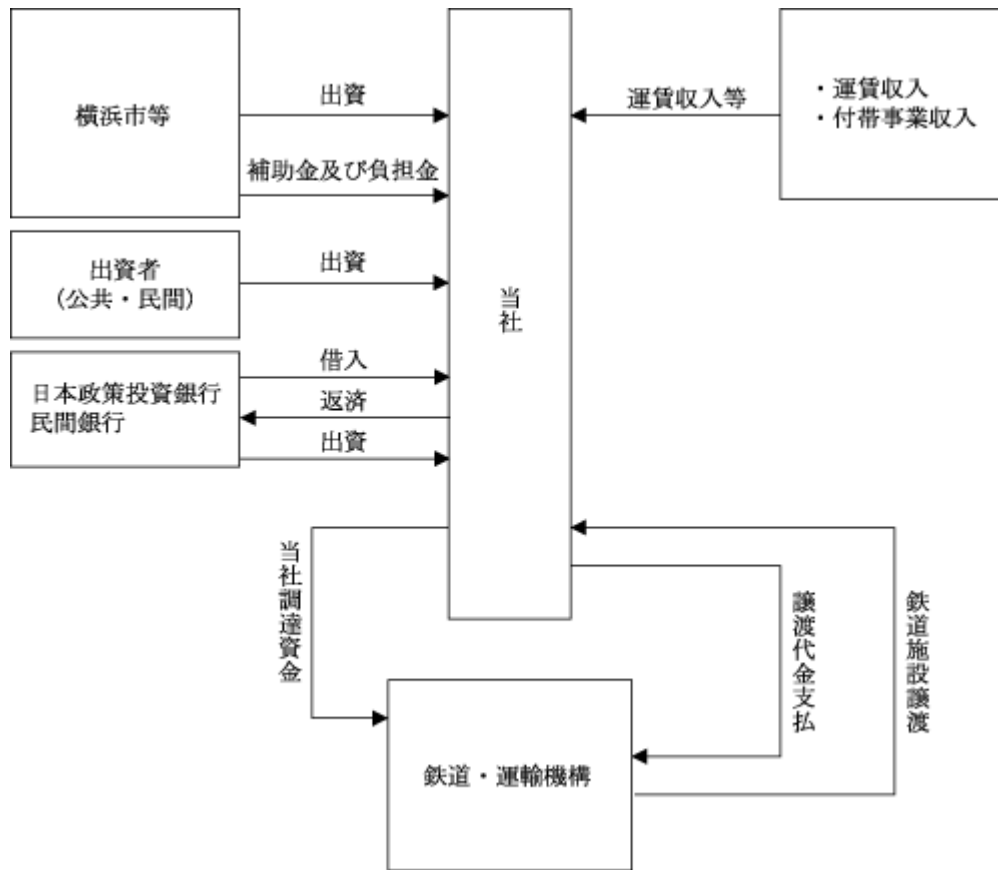 横浜市等
出資
補助金及び負担金
出資者
(公共・民間)
出資
日本政策投資銀行
民間銀行
借入
返済
出資
当社
運賃収入等
・運賃収入
・付帯事業収入
当社調達資金
譲渡代金支払
鉄道施設譲渡
鉄道・運輸機構